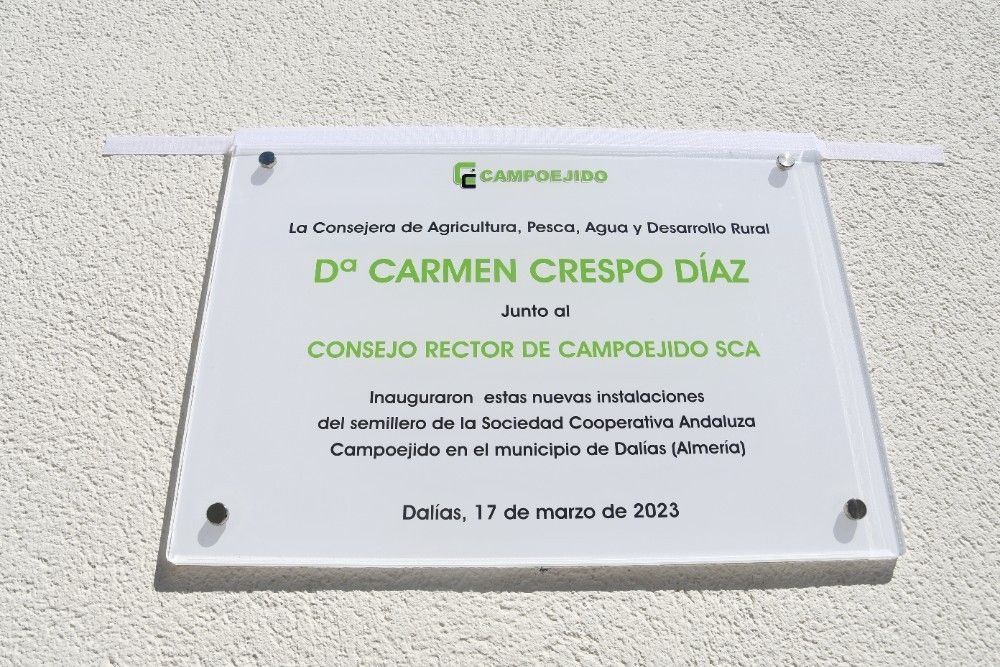 CAMPOEJIDO
La Consejera de Agricultura, Pesca, Agua y Desarrollo Rural
Dª CARMEN CRESPO DÍAZ
Junto al
CONSEJO RECTOR DE CAMPOEJIDO SCA
Inauguraron estas nuevas instalaciones
del semillero de la Sociedad Cooperativa Andaluza
Campoejido en el municipio de Dalías (Almería)
Dalías, 17 de marzo de 2023